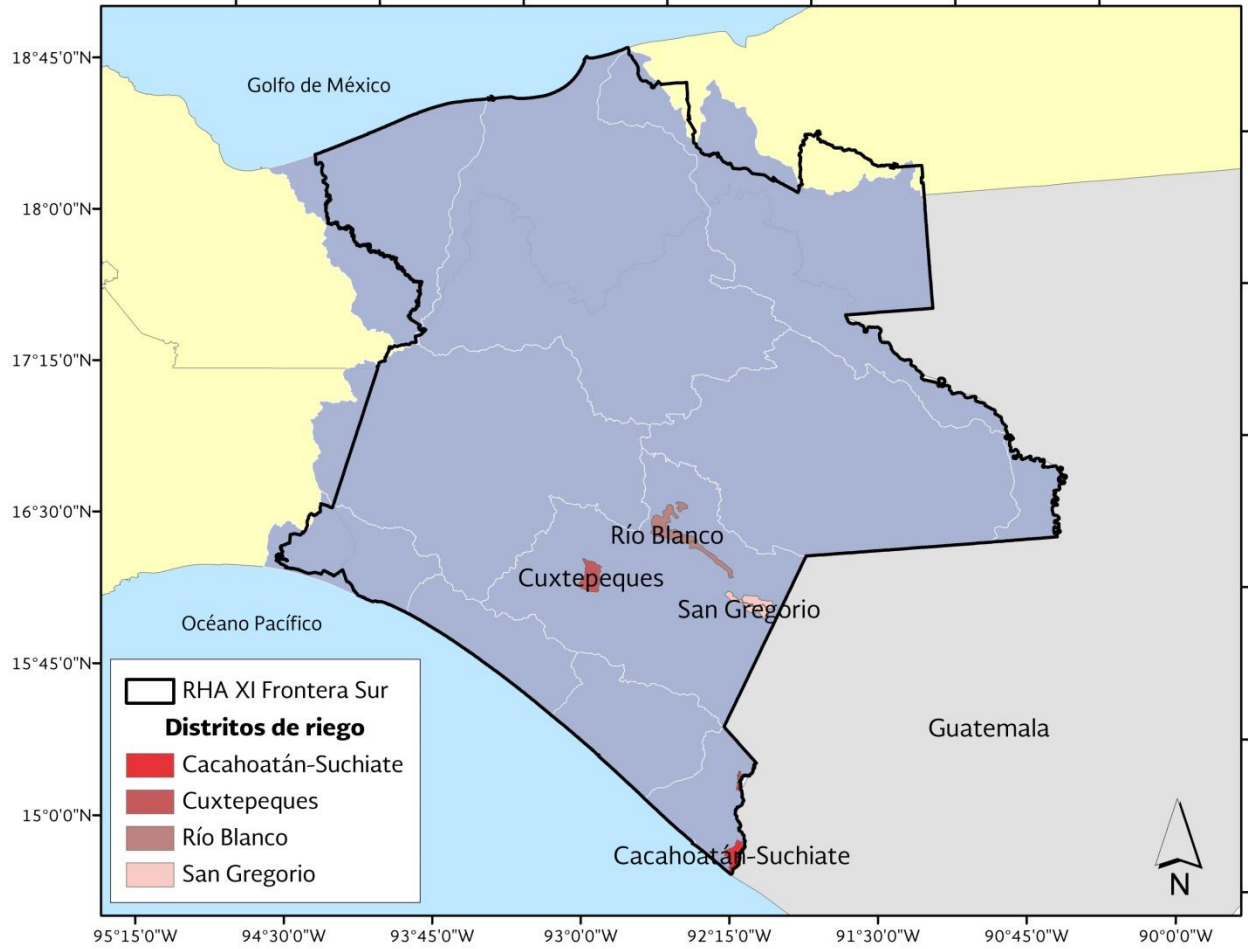 18°45'0"N
18°0'0"N
17°15'0"N
16°30'0"N
15°45'0"N
15°0'0"N
Golfo de México
Río Blanco
Cuxtepeques
San Gregorio
Océano Pacífico
Guatemala
Cacahoatán-Suchiate
RHA XI Frontera Sur
Distritos de riego
Cacahoatán-Suchiate
Cuxtepeques
Río Blanco
San Gregorio
N
95°15'0"W 94°30'0"W 93°45'0"W 93°0'0"W 92°15'0"W 91°30'0"W 90°45'0"W 90°0'0"W